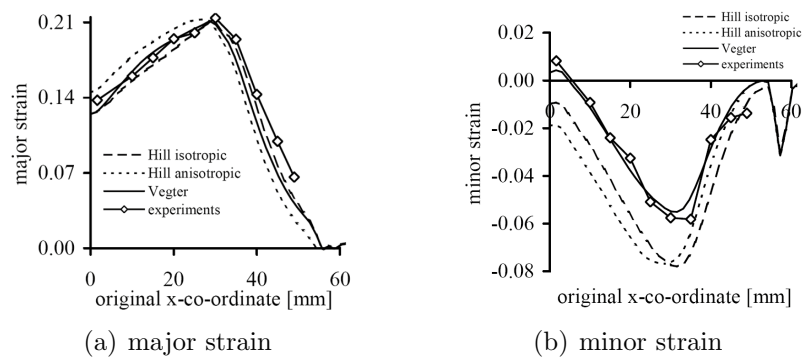 0.21
0.14
0.07
0.00
major strain
Hill isotropic
Hill anisotropic
Vegter
experiments
0 20 40 60
original x-co-ordinate [mm]
(a) major strain
Hill isotropic
Hill anisotropic
Vegter
experiments
0.02
0.00
-0.02
-0.04
-0.06
-0.08
minor strain
0 20 40 60
original x-co-ordinate [mm]
(b) minor strain